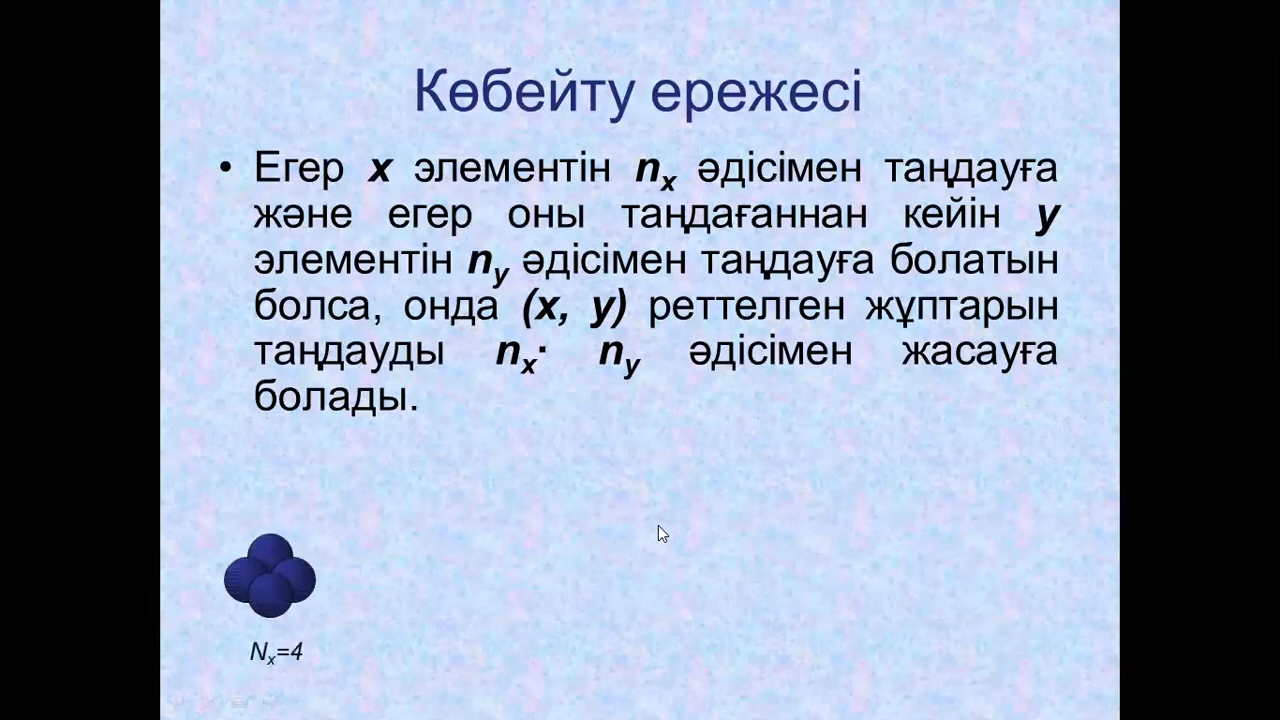 Көбейту ережесі
• Егер x элементін nx әдісімен таңдауға
және егер оны таңдағаннан кейін y
элементін ny әдісімен таңдауға болатын
болса, онда (x, y) реттелген жұптарын
таңдауды nx· ny әдісімен жасауға
болады.
Nx=4